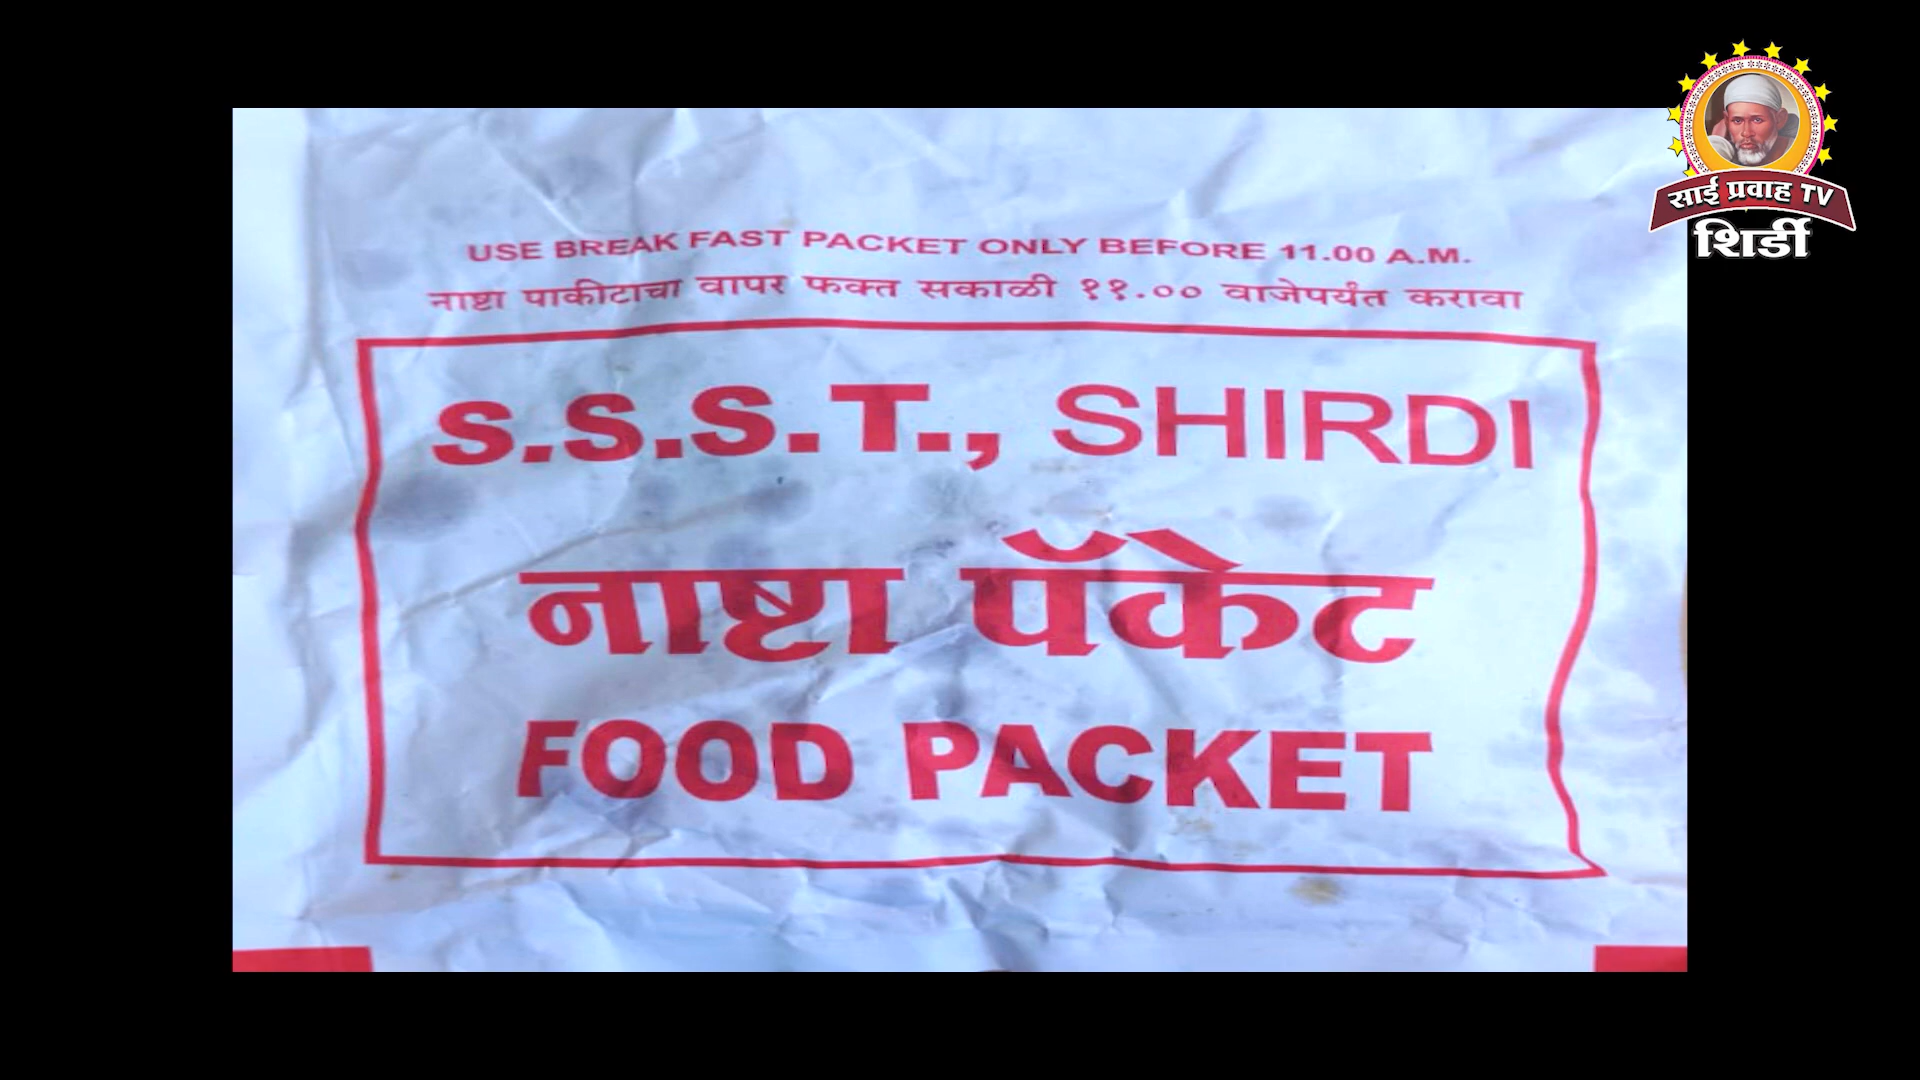 USE BREAK FAST PACKET ONLY BEFORE 11.00 A.M.
नाष्टा पाकीटाचा वापर फक्त सकाळी ११.०० वाजेपर्यंत करावा
S.S.S.T., SHIRDI
नाष्टा पॅकेट
FOOD PACKET
साई प्रवाह TV
शिर्डी